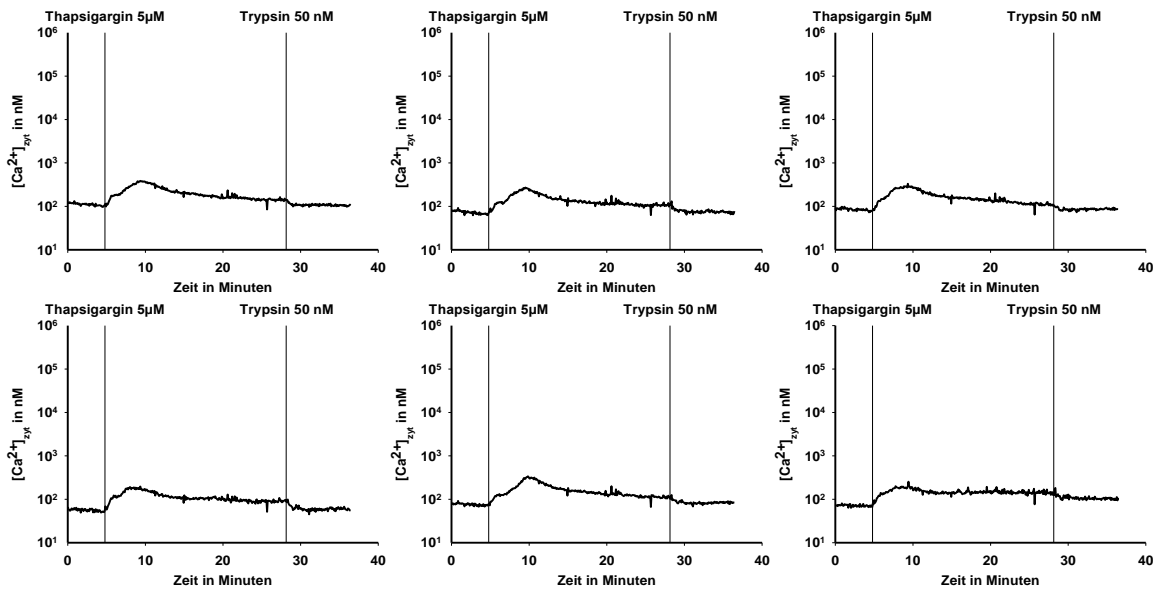 Thapsigargin 5µM Trypsin 50 nM Thapsigargin 5µM Trypsin 50 nM Thapsigargin 5µM Trypsin 50 nM
10⁶ 10⁶ 10⁶
10⁵ 10⁵ 10⁵
10⁴ 10⁴ 10⁴
10³ 10³ 10³
10² 10² 10²
10¹ 10¹ 10¹
[Ca²⁺]zyt in nM [Ca²⁺]zyt in nM [Ca²⁺]zyt in nM
0 10 20 30 40 0 10 20 30 40 0 10 20 30 40
Zeit in Minuten Zeit in Minuten Zeit in Minuten
Thapsigargin 5µM Trypsin 50 nM Thapsigargin 5µM Trypsin 50 nM Thapsigargin 5µM Trypsin 50 nM
10⁶ 10⁶ 10⁶
10⁵ 10⁵ 10⁵
10⁴ 10⁴ 10⁴
10³ 10³ 10³
10² 10² 10²
10¹ 10¹ 10¹
[Ca²⁺]zyt in nM [Ca²⁺]zyt in nM [Ca²⁺]zyt in nM
0 10 20 30 40 0 10 20 30 40 0 10 20 30 40
Zeit in Minuten Zeit in Minuten Zeit in Minuten